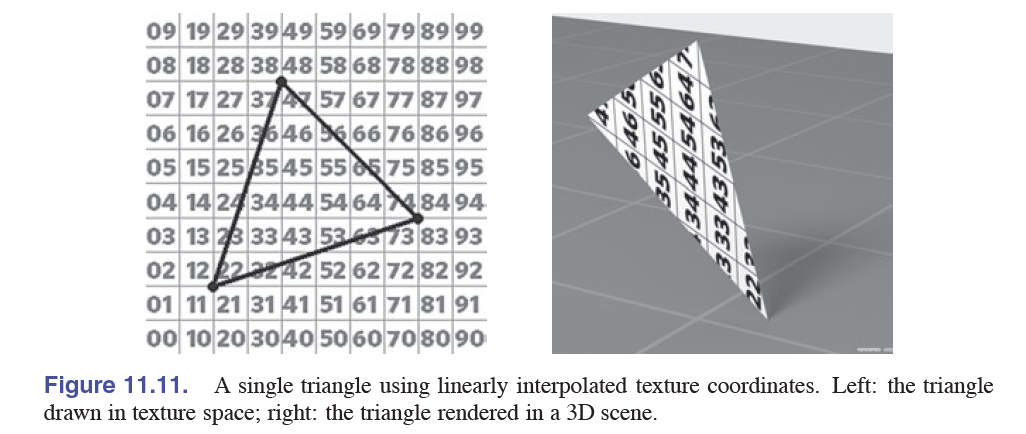 09 19 29 39 49 59 69 79 89 99
08 18 28 38 48 58 68 78 88 98
07 17 27 37 4 57 67 77 87 97
06 16 26 36 46 56 66 76 86 96
05 15 25 35 45 55 65 75 85 95
04 14 24 34 44 54 64 74 84 94
03 13 23 33 43 53 63 73 83 93
02 12 22 32 42 52 62 72 82 92
01 11 21 31 41 51 61 71 81 91
00 10 20 30 40 50 60 70 80 90
4
6 46 5
35 45 55 6
34 44 54 64 7
3 33 43 53
22
Figure 11.11. A single triangle using linearly interpolated texture coordinates. Left: the triangle
drawn in texture space; right: the triangle rendered in a 3D scene.